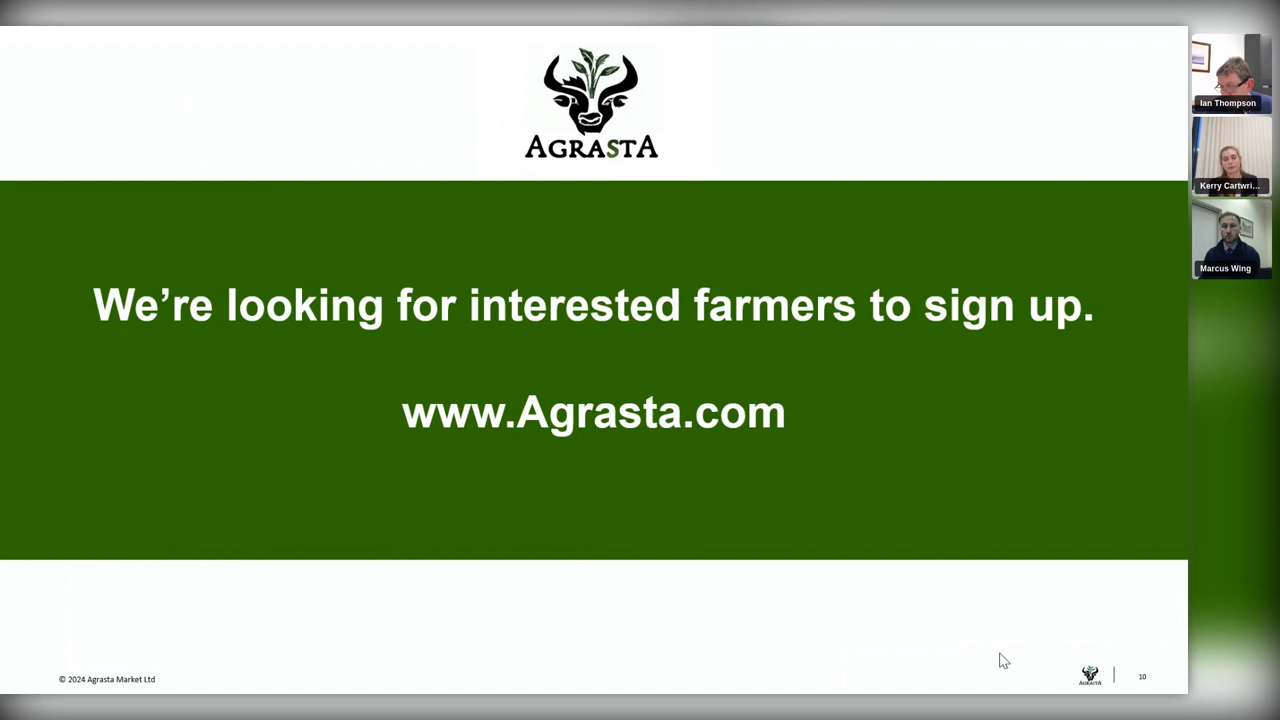 AGRASTA
We’re looking for interested farmers to sign up.
www.Agrasta.com
© 2024 Agrasta Market Ltd
AGRASTA
10
Ian Thompson
Kerry Cartwri...
Marcus Wing